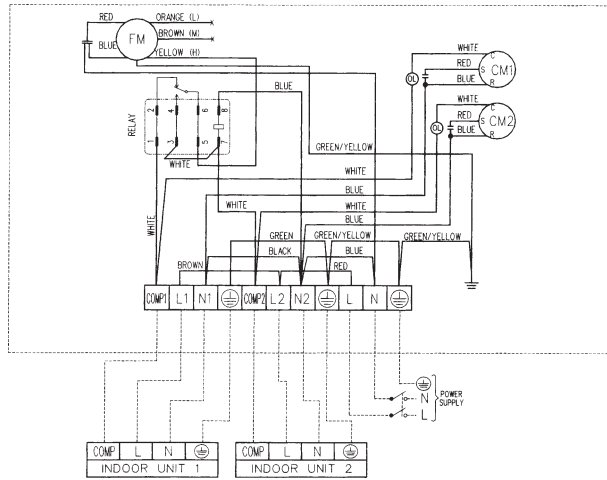 RED
ORANGE (L)
FM
BROWN (M)
BLUE
YELLOW (H)
WHITE
RED
BLUE
C
S
R
CM1
OL
WHITE
RED
BLUE
C
S
R
CM2
OL
BLUE
RELAY
2 4 6 8
1 3 5 7
WHITE
GREEN/YELLOW
WHITE
BLUE
WHITE
WHITE
BLUE
WHITE
GREEN
GREEN/YELLOW
GREEN/YELLOW
BLACK
BLUE
BROWN
RED
COMP1 L1 N1 COMP2 L2 N2 L N
N
L
POWER
SUPPLY
COMP L N
INDOOR UNIT 1
COMP L N
INDOOR UNIT 2